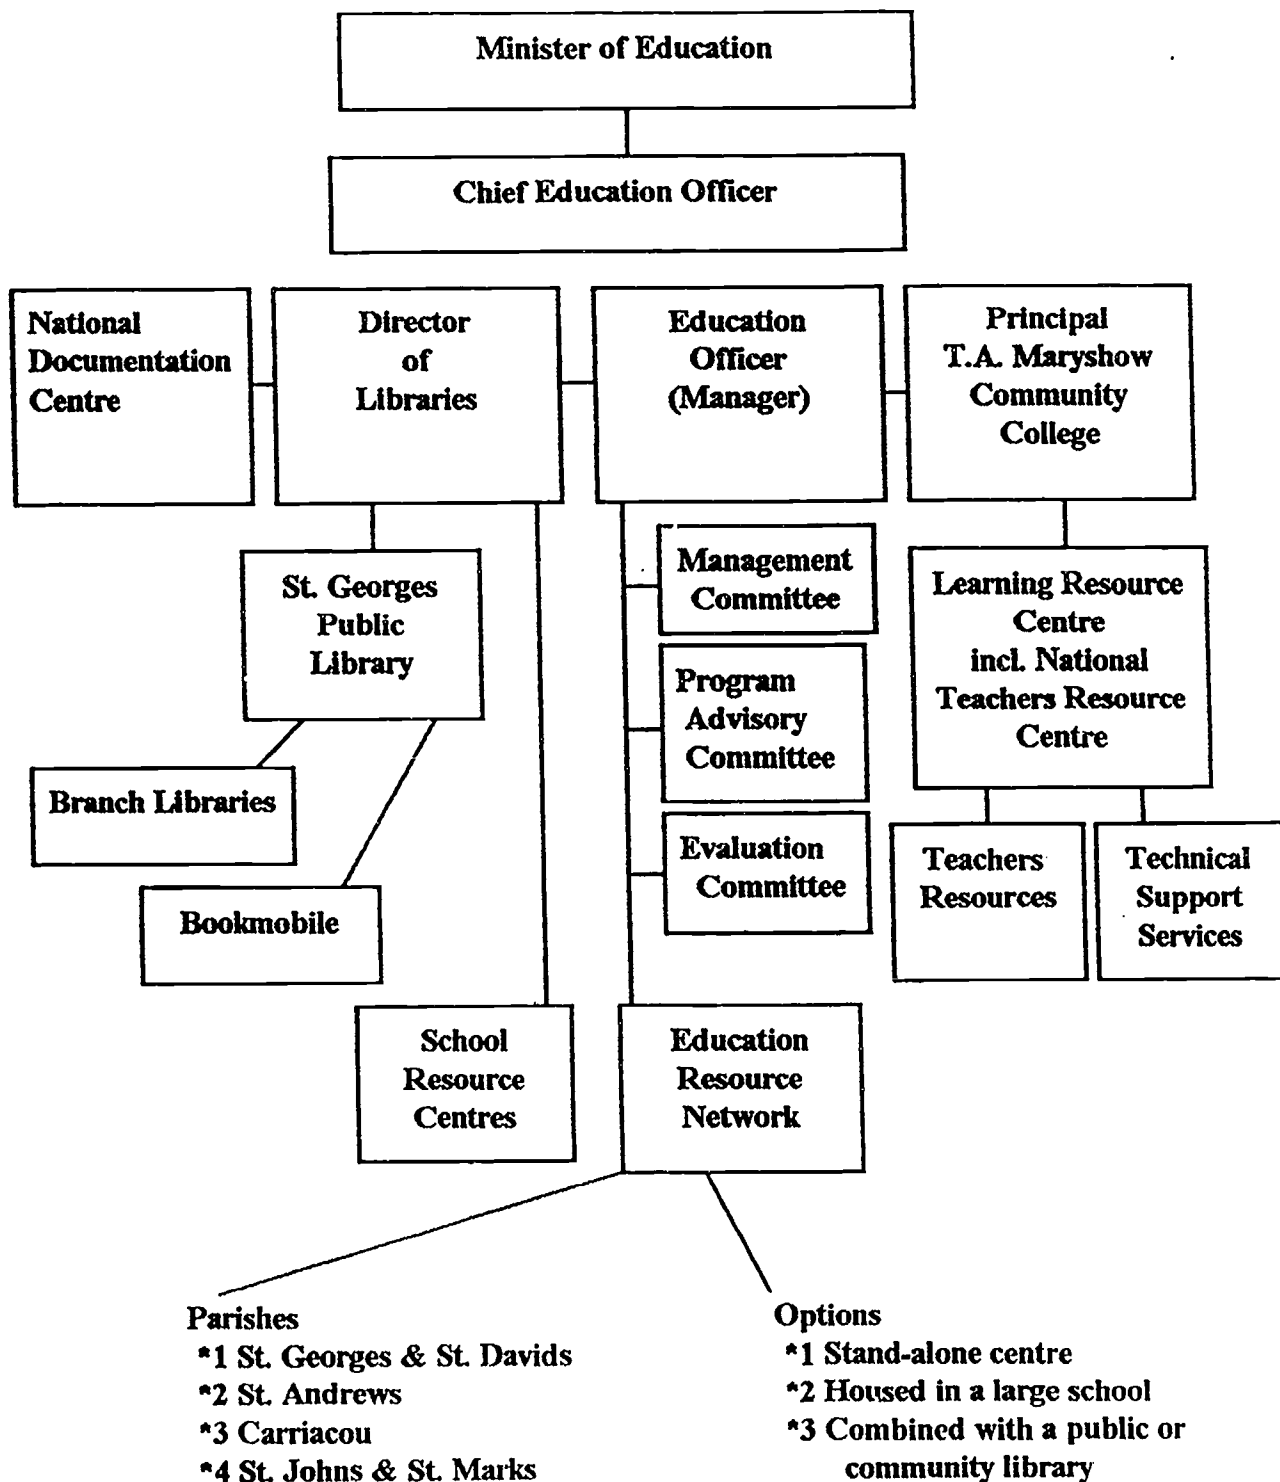 Minister of Education
Chief Education Officer
National
Documentation
Centre
Director
of
Libraries
Education
Officer
(Manager)
Principal
T.A. Maryshow
Community
College
St. Georges
Public
Library
Branch Libraries
Bookmobile
School
Resource
Centres
Management
Committee
Program
Advisory
Committee
Evaluation
Committee
Education
Resource
Network
Learning Resource
Centre
incl. National
Teachers Resource
Centre
Teachers
Resources
Technical
Support
Services
Parishes
*1 St. Georges & St. Davids
*2 St. Andrews
*3 Carriacou
*4 St. Johns & St. Marks
Options
*1 Stand-alone centre
*2 Housed in a large school
*3 Combined with a public or
community library